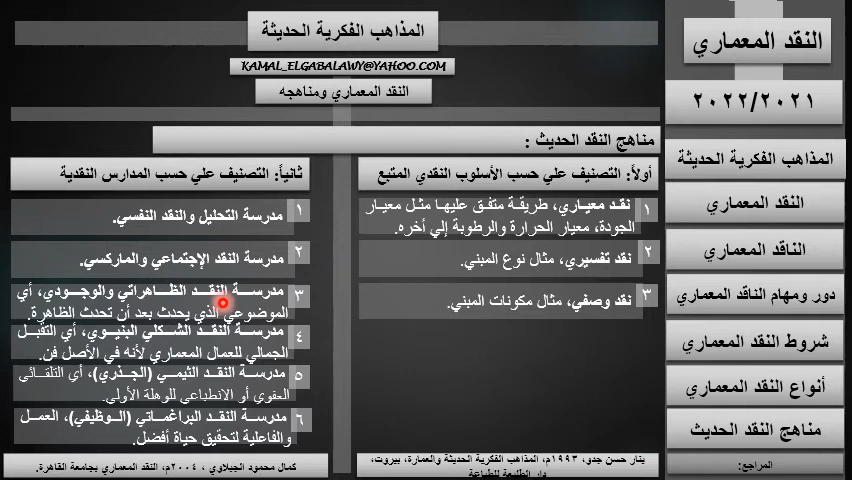 المذاهب الفكرية الحديثة
KAMAL_ELGABALAWY@YAHOO.COM
النقد المعماري ومناهجه
مناهج النقد الحديث :
أولاً: التصنيف علي حسب الأسلوب النقدي المتبع
١ نقد معياري، طريقة متفق عليها مثل معيار
الجودة، معيار الحرارة والرطوبة إلي أخره.
٢ نقد تفسيري، مثال نوع المبني.
٣ نقد وصفي، مثال مكونات المبني.
ثانياً: التصنيف علي حسب المدارس النقدية
١ مدرسة التحليل والنقد النفسي.
٢ مدرسة النقد الإجتماعي والماركسي.
٣ مدرسة النقد الظاهراتي والوجودي، أي
الموضوعي الذي يحدث بعد أن تحدث الظاهرة.
٤ مدرسة النقد الشكلي البنيوي، أي التقبل
الجمالي للعمال المعماري لأنه في الأصل فن.
٥ مدرسة النقد الثيمي (الجذري)، أي التلقائي
العفوي أو الانطباعي للوهلة الأولي.
٦ مدرسة النقد البراغماتي (الوظيفي)، العمل
والفاعلية لتحقيق حياة أفضل.
ينار حسن جدو، ١٩٩٣م، المذاهب الفكرية الحديثة والعمارة، بيروت،
دار الطليعة للطباعة
كمال محمود الجبلاوي ، ٢٠٠٤م، النقد المعماري بجامعة القاهرة.
النقد المعماري
٢٠٢٢/٢٠٢١
المذاهب الفكرية الحديثة
النقد المعماري
الناقد المعماري
دور ومهام الناقد المعماري
شروط النقد المعماري
أنواع النقد المعماري
مناهج النقد الحديث
المراجع: